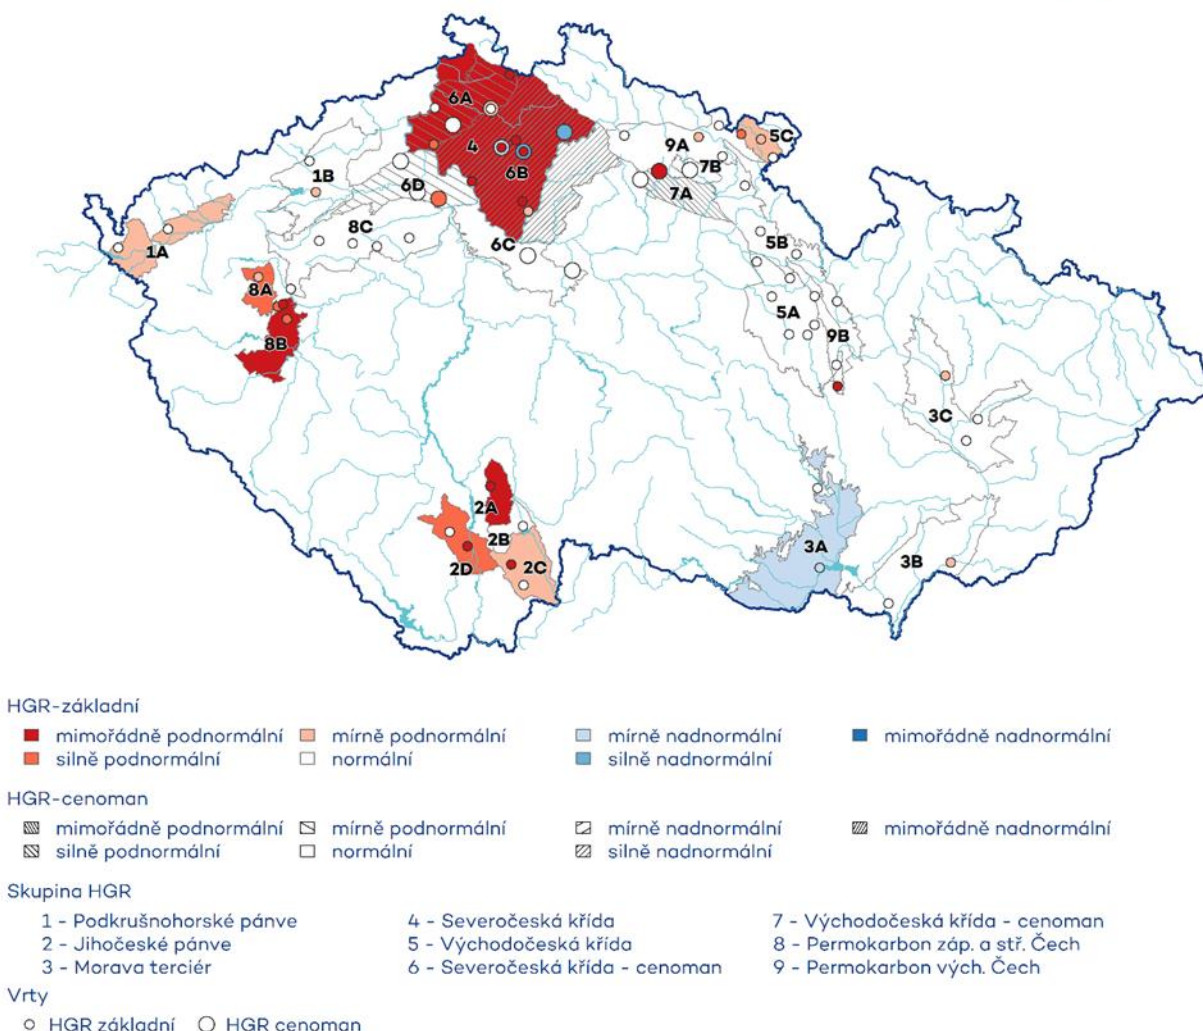 6A
4
6B
6D
6C
1B
1A
8C
8A
8B
9A
7B
7A
5C
5B
5A
9B
3C
2A
2B
2D
2C
3A
3B
HGR-základní
mimořádně podnormální mírně podnormální mírně nadnormální mimořádně nadnormální
silně podnormální normální silně nadnormální
HGR-cenoman
mimořádně podnormální mírně podnormální mírně nadnormální mimořádně nadnormální
silně podnormální normální silně nadnormální
Skupina HGR
1 - Podkrušnohorské pánve 4 - Severočeská křída 7 - Východočeská křída - cenoman
2 - Jihočeské pánve 5 - Východočeská křída 8 - Permokarbon záp. a stř. Čech
3 - Morava terciér 6 - Severočeská křída - cenoman 9 - Permokarbon vých. Čech
Vrty
HGR základní HGR cenoman